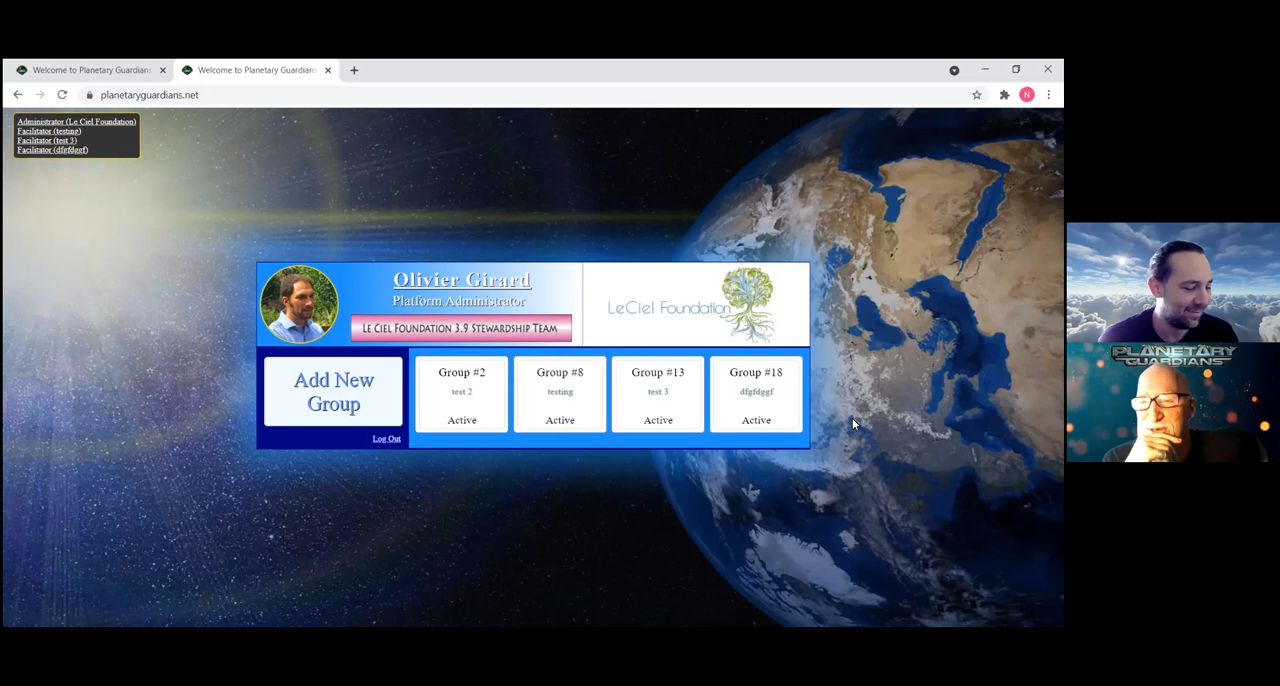 Welcome to Planetary Guardians
Welcome to Planetary Guardians
planetaryguardians.net
N
Administrator (Le Ciel Foundation)
Facilitator (testing)
Facilitator (test 3)
Facilitator (dfgfdggf)
Olivier Girard
Platform Administrator
LE CIEL FOUNDATION 3.9 STEWARDSHIP TEAM
LeCiel Foundation
Add New
Group
Log Out
Group #2
test 2
Active
Group #8
testing
Active
Group #13
test 3
Active
Group #18
dfgfdggf
Active
PLANETARY
GUARDIANS